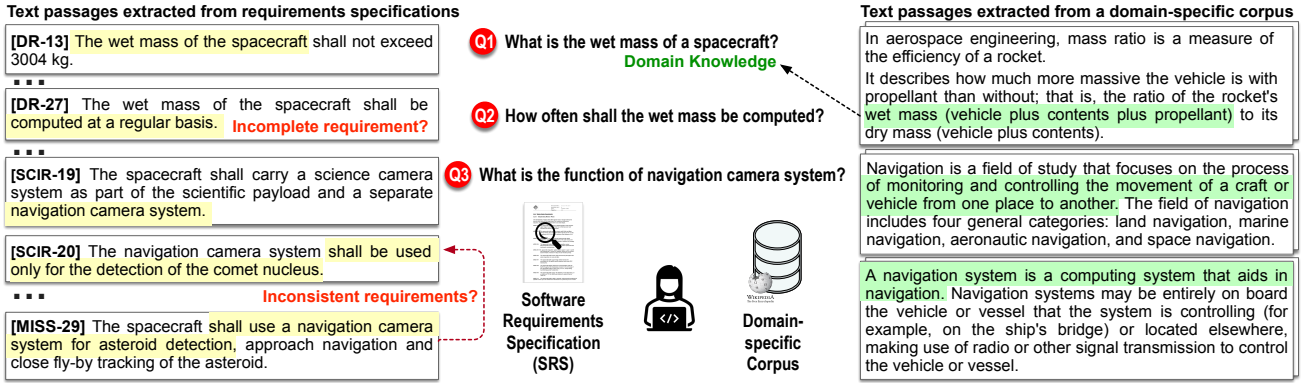 Text passages extracted from requirements specifications
[DR-13] The wet mass of the spacecraft shall not exceed
3004 kg.
...
[DR-27] The wet mass of the spacecraft shall be
computed at a regular basis. Incomplete requirement?
...
[SCIR-19] The spacecraft shall carry a science camera
system as part of the scientific payload and a separate
navigation camera system.
[SCIR-20] The navigation camera system shall be used
only for the detection of the comet nucleus.
...
Inconsistent requirements?
[MISS-29] The spacecraft shall use a navigation camera
system for asteroid detection, approach navigation and
close fly-by tracking of the asteroid.
Q1 What is the wet mass of a spacecraft?
Domain Knowledge
Q2 How often shall the wet mass be computed?
Q3 What is the function of navigation camera system?
Software
Requirements
Specification
(SRS)
</>
WIKIPEDIA
Domain-
specific
Corpus
Text passages extracted from a domain-specific corpus
In aerospace engineering, mass ratio is a measure of
the efficiency of a rocket.
It describes how much more massive the vehicle is with
propellant than without; that is, the ratio of the rocket's
wet mass (vehicle plus contents plus propellant) to its
dry mass (vehicle plus contents).
Navigation is a field of study that focuses on the process
of monitoring and controlling the movement of a craft or
vehicle from one place to another. The field of navigation
includes four general categories: land navigation, marine
navigation, aeronautic navigation, and space navigation.
A navigation system is a computing system that aids in
navigation. Navigation systems may be entirely on board
the vehicle or vessel that the system is controlling (for
example, on the ship's bridge) or located elsewhere,
making use of radio or other signal transmission to control
the vehicle or vessel.